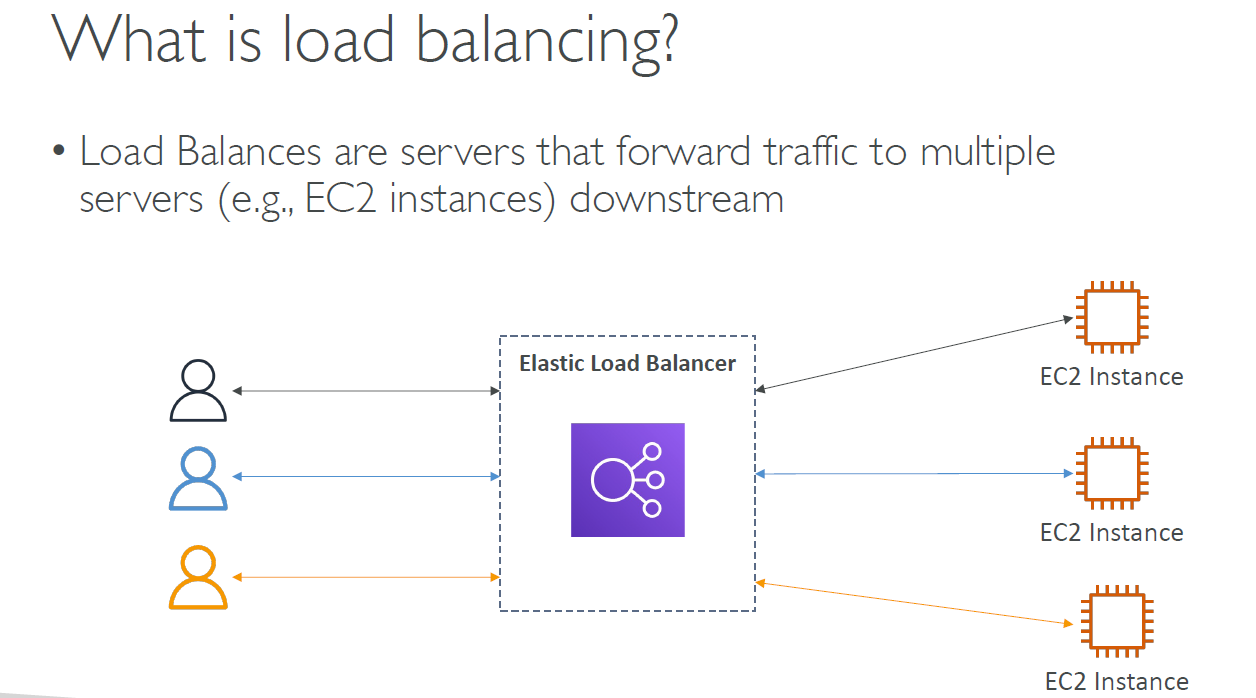 What is load balancing?
• Load Balances are servers that forward traffic to multiple
servers (e.g., EC2 instances) downstream
Elastic Load Balancer
EC2 Instance
EC2 Instance
EC2 Instance